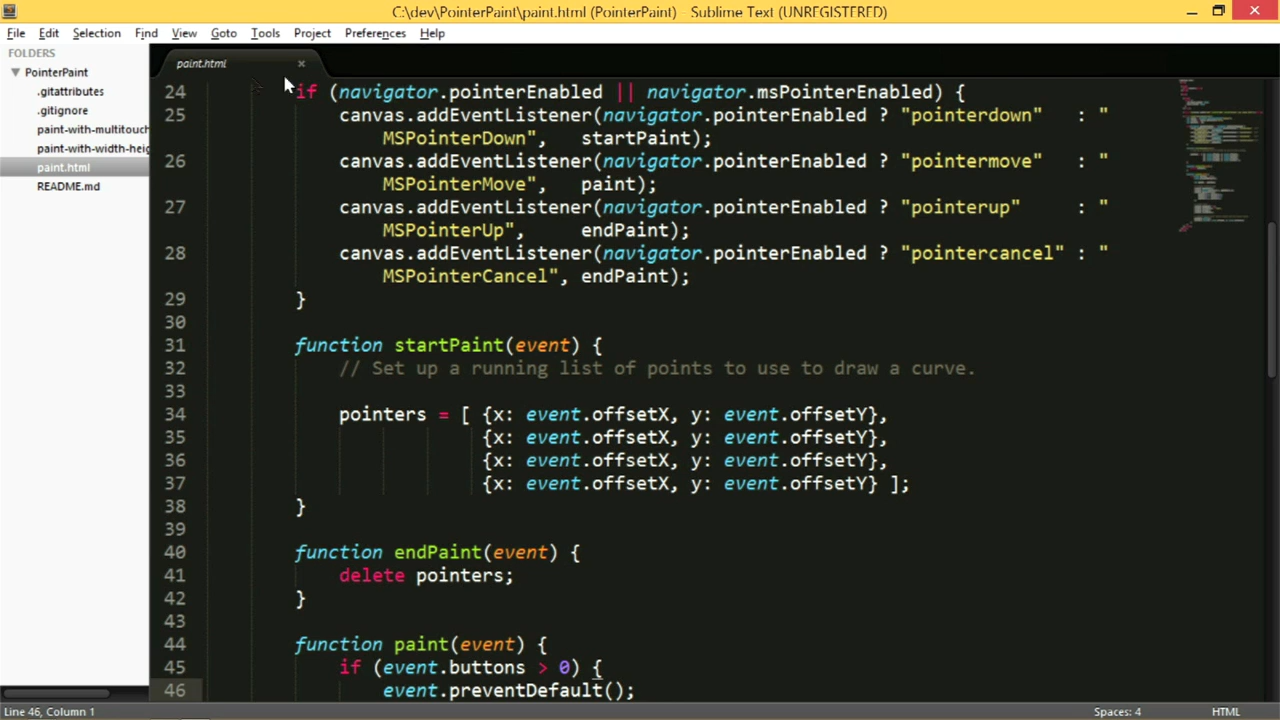 C:\dev\PointerPaint\paint.html (PointerPaint) - Sublime Text (UNREGISTERED)
File Edit Selection Find View Goto Tools Project Preferences Help
FOLDERS
PointerPaint
.gitattributes
.gitignore
paint-with-multitouch
paint-with-width-heig
paint.html
README.md
paint.html
24 if (navigator.pointerEnabled || navigator.msPointerEnabled) {
25 canvas.addEventListener(navigator.pointerEnabled ? "pointerdown" : "
MSPointerDown", startPaint);
26 canvas.addEventListener(navigator.pointerEnabled ? "pointermove" : "
MSPointerMove", paint);
27 canvas.addEventListener(navigator.pointerEnabled ? "pointerup" : "
MSPointerUp", endPaint);
28 canvas.addEventListener(navigator.pointerEnabled ? "pointercancel" : "
MSPointerCancel", endPaint);
29 }
30
31 function startPaint(event) {
32 // Set up a running list of points to use to draw a curve.
33
34 pointers = [ {x: event.offsetX, y: event.offsetY},
35 {x: event.offsetX, y: event.offsetY},
36 {x: event.offsetX, y: event.offsetY},
37 {x: event.offsetX, y: event.offsetY} ];
38 }
39
40 function endPaint(event) {
41 delete pointers;
42 }
43
44 function paint(event) {
45 if (event.buttons > 0) {
46 event.preventDefault();
Line 46, Column 1 Spaces: 4 HTML